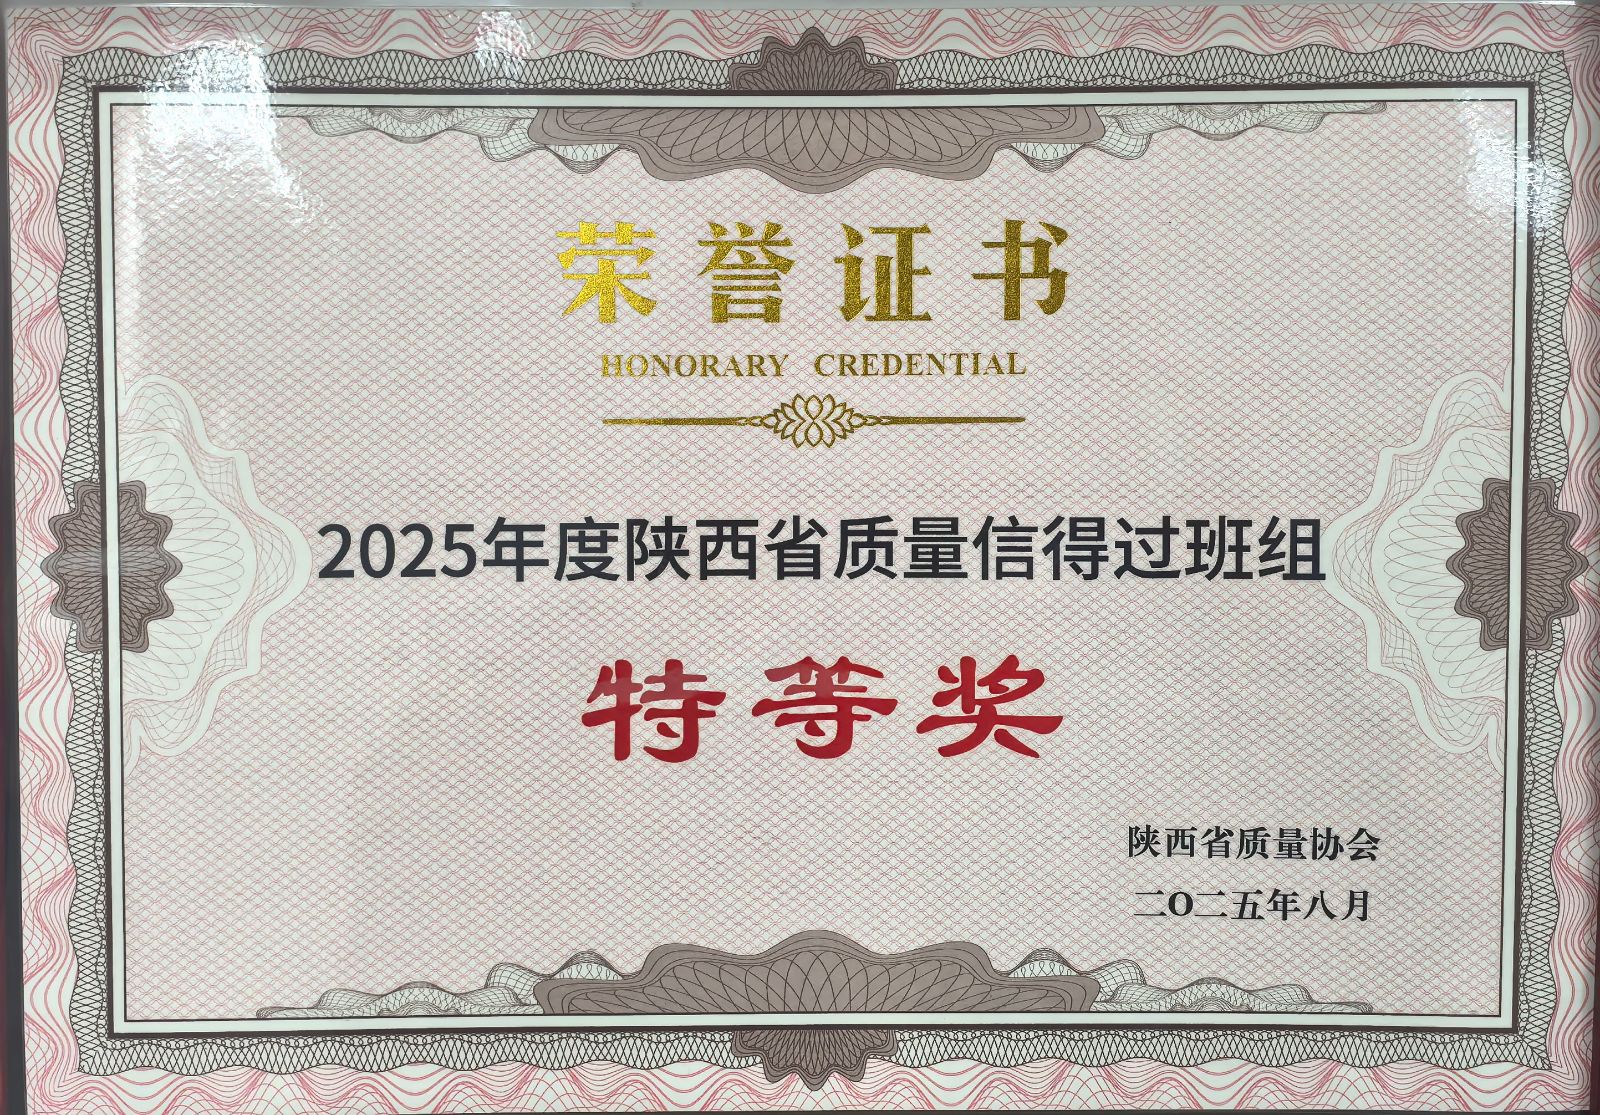 荣誉证书
HONORARY CREDENTIAL
2025年度陕西省质量信得过班组
特等奖
陕西省质量协会
二O二五年八月